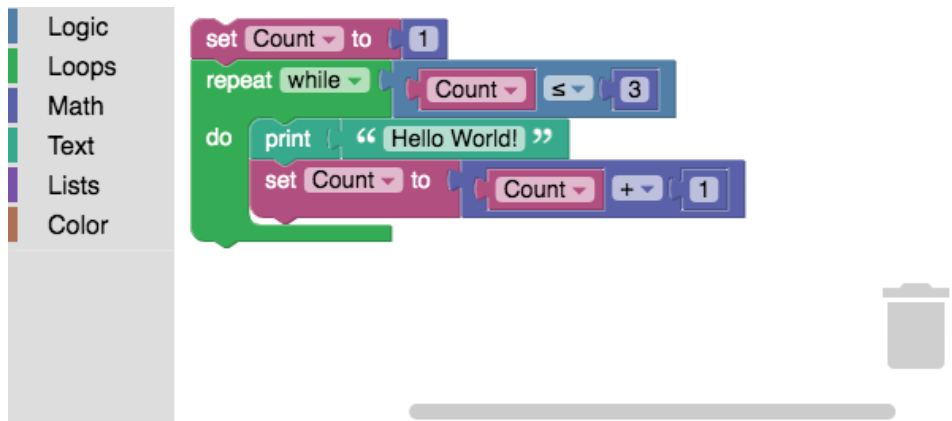 Logic
Loops
Math
Text
Lists
Color
set Count to 1
repeat while Count ≤ 3
do print “ Hello World! ”
set Count to Count + 1